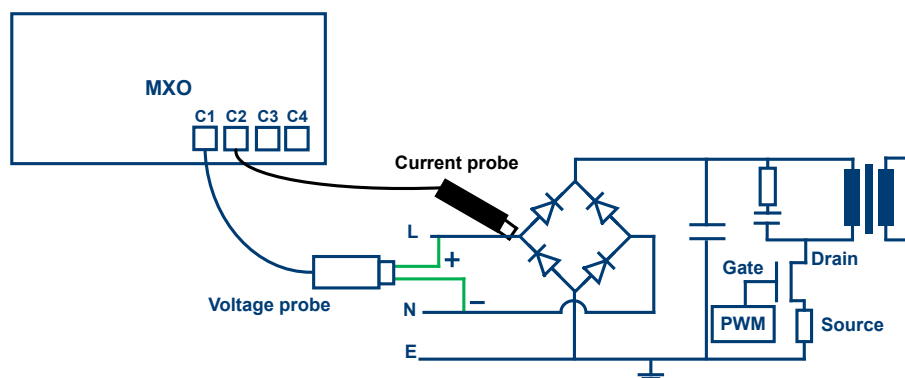 MXO
C1 C2 C3 C4
Current probe
L
+
Voltage probe
N
−
E
Gate
Drain
PWM
Source